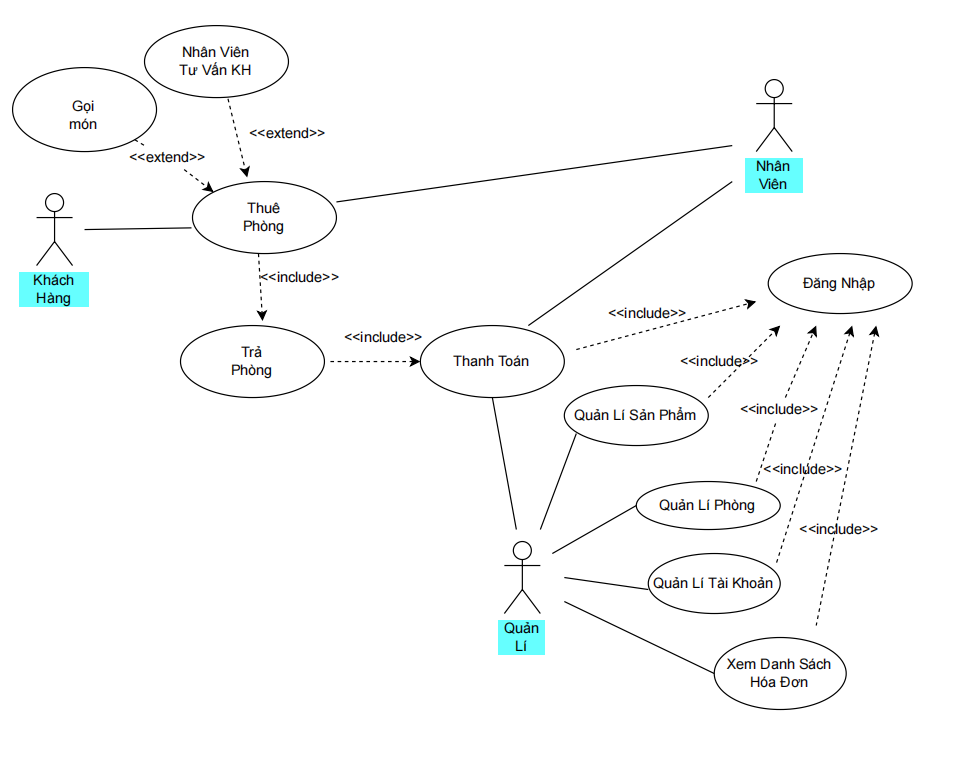 Nhân Viên
Tư Vấn KH
Gọi
món
<<extend>>
<<extend>>
Nhân
Viên
Thuê
Phòng
Khách
Hàng
<<include>>
Đăng Nhập
<<include>>
<<include>>
Trả
Phòng
Thanh Toán
<<include>>
Quản Lí Sản Phẩm
<<include>>
<<include>>
Quản Lí Phòng
<<include>>
Quản Lí Tài Khoản
Quản
Lí
Xem Danh Sách
Hóa Đơn